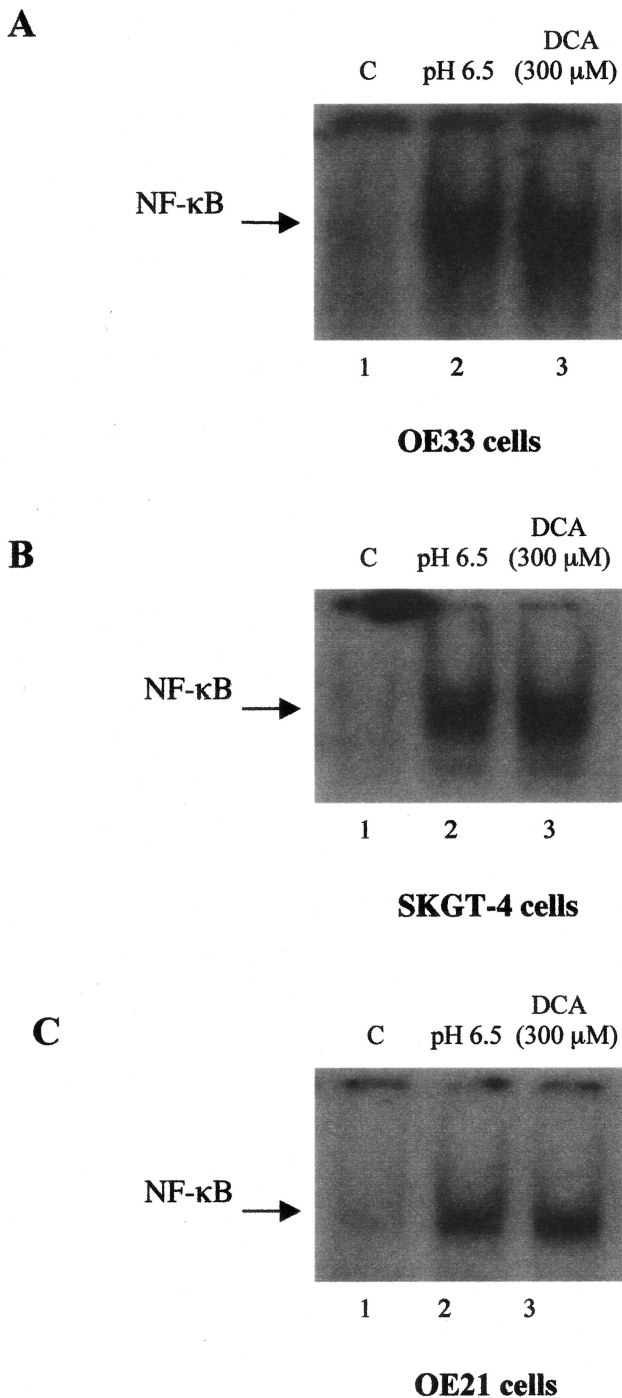 A
DCA
C pH 6.5 (300 μM)
NF-κB
1 2 3
OE33 cells
B
DCA
C pH 6.5 (300 μM)
NF-κB
1 2 3
SKGT-4 cells
C
DCA
C pH 6.5 (300 μM)
NF-κB
1 2 3
OE21 cells